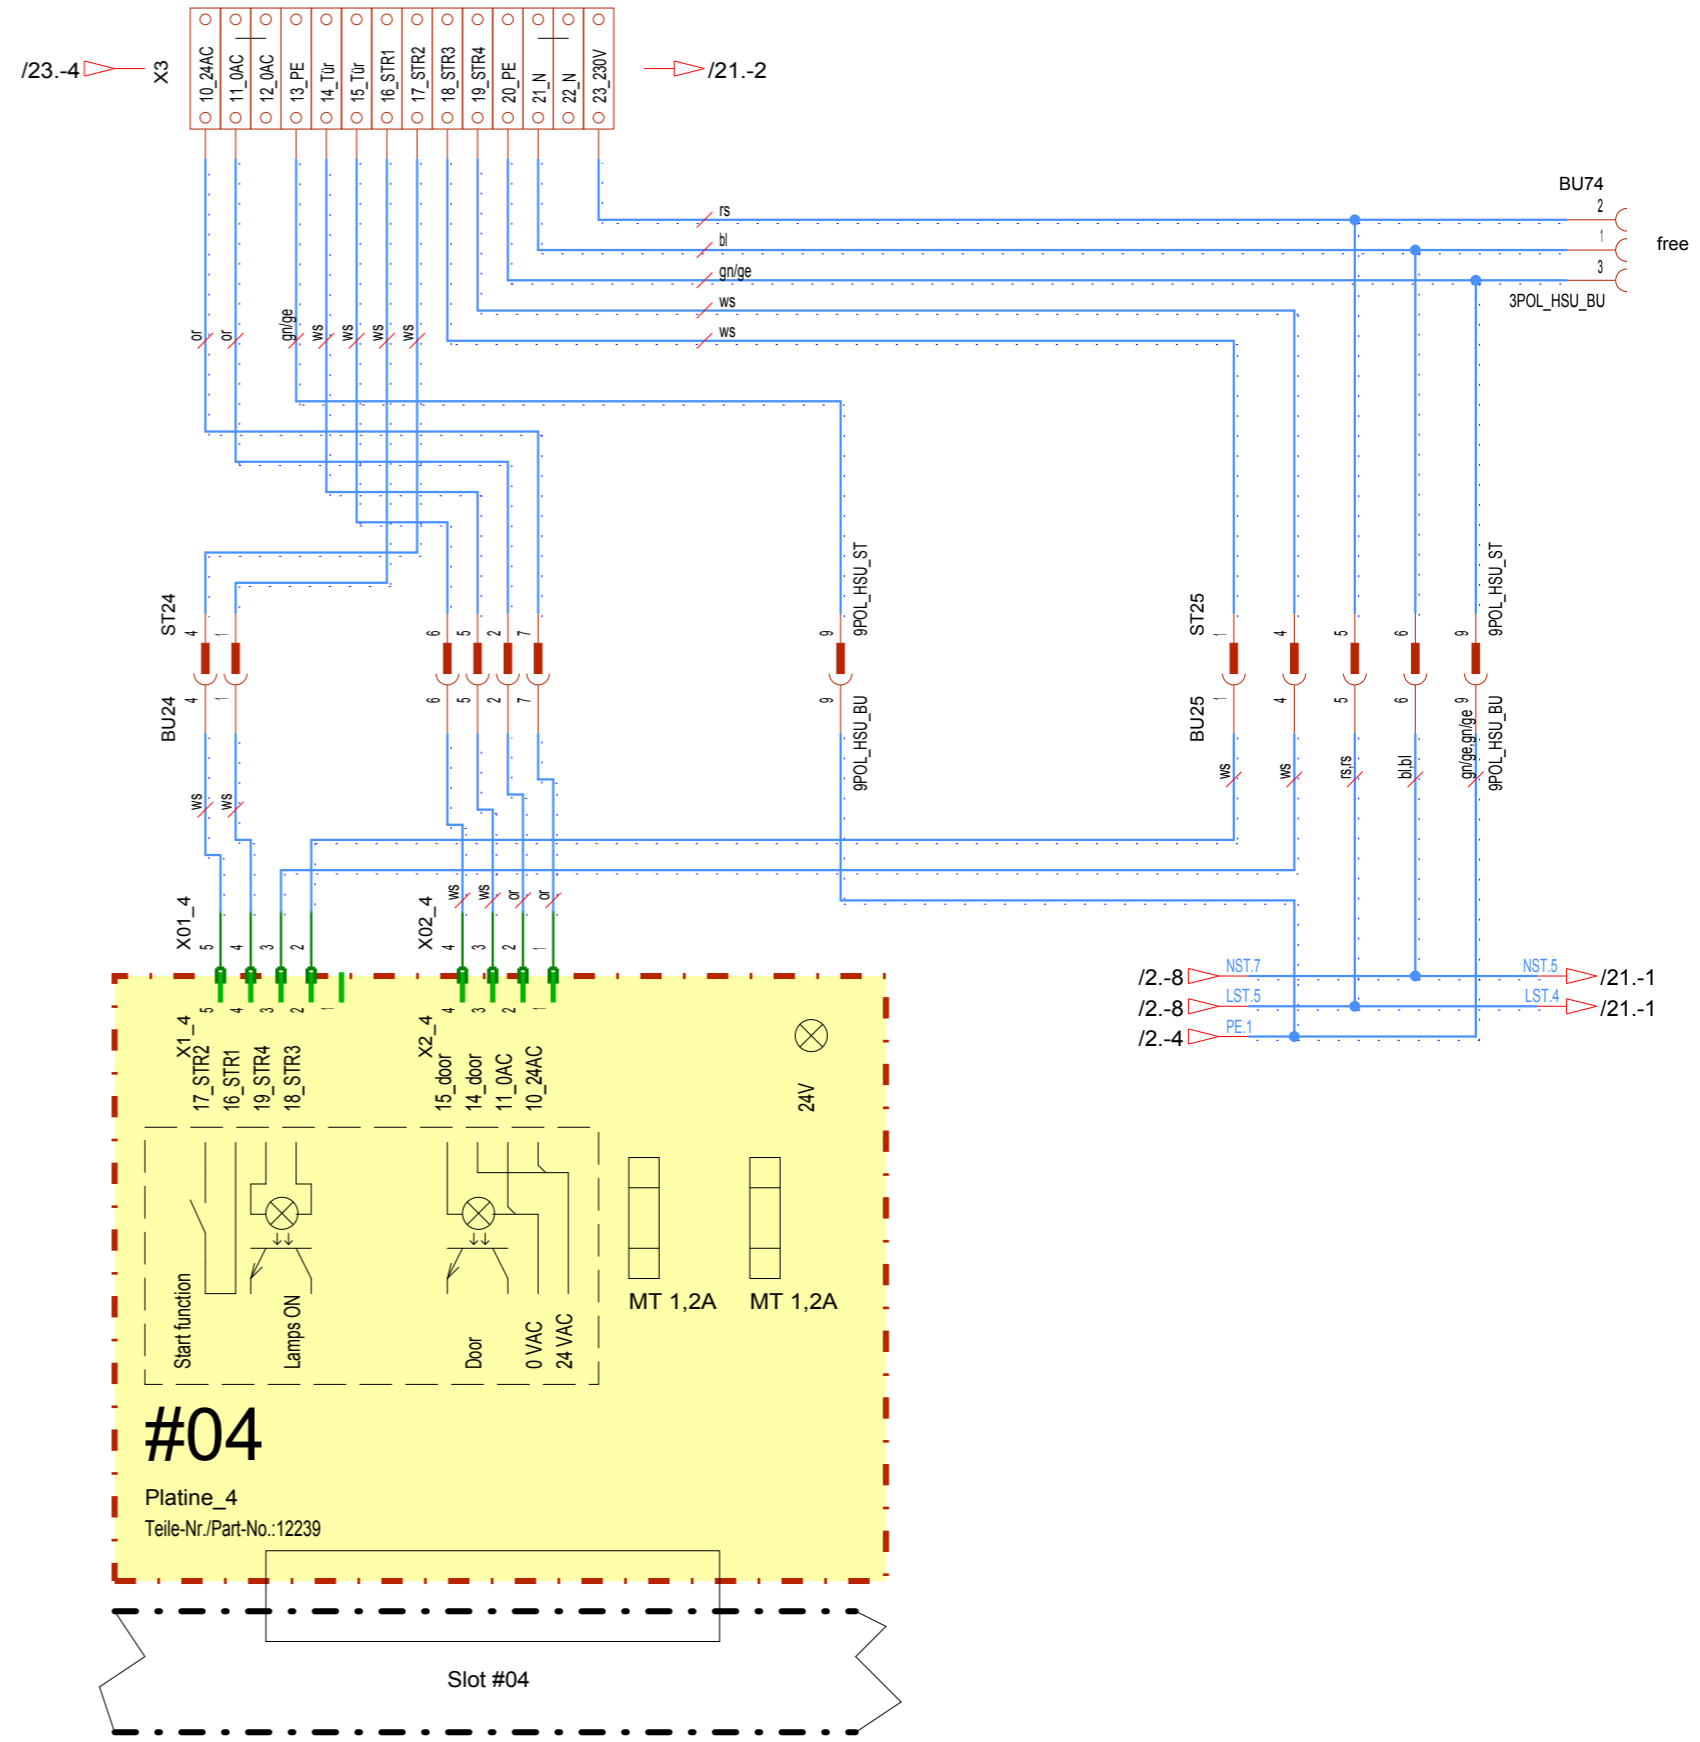 /23.-4
X3
10_24AC
11_0AC
12_0AC
13_PE
14_Tür
15_Tür
16_STR1
17_STR2
18_STR3
19_STR4
20_PE
21_N
22_N
23_230V
/21.-2
BU74
rs
2
bl
1
free
gn/ge
3
3POL_HSU_BU
ws
ws
or
or
gn/ge
ws
ws
ws
ws
ST24
4
1
6
5
2
7
9
9POL_HSU_ST
ST25
1
4
5
6
9
9POL_HSU_ST
BU24
4
1
6
5
2
7
9
9POL_HSU_BU
BU25
1
4
5
6
9
9POL_HSU_BU
ws
ws
ws
ws
rs,rs
bl,bl
gn/ge,gn/ge
ws
ws
or
or
X01_4
5
4
3
2
X02_4
4
3
2
1
/2.-8
NST.7
NST.5
/21.-1
/2.-8
LST.5
LST.4
/21.-1
/2.-4
PE.1
X1_4
5
4
3
2
1
X2_4
4
3
2
1
17_STR2
16_STR1
19_STR4
18_STR3
15_door
14_door
11_0AC
10_24AC
24V
Start function
Lamps ON
Door
0 VAC
24 VAC
MT 1,2A
MT 1,2A
#04
Platine_4
Teile-Nr./Part-No.:12239
Slot #04